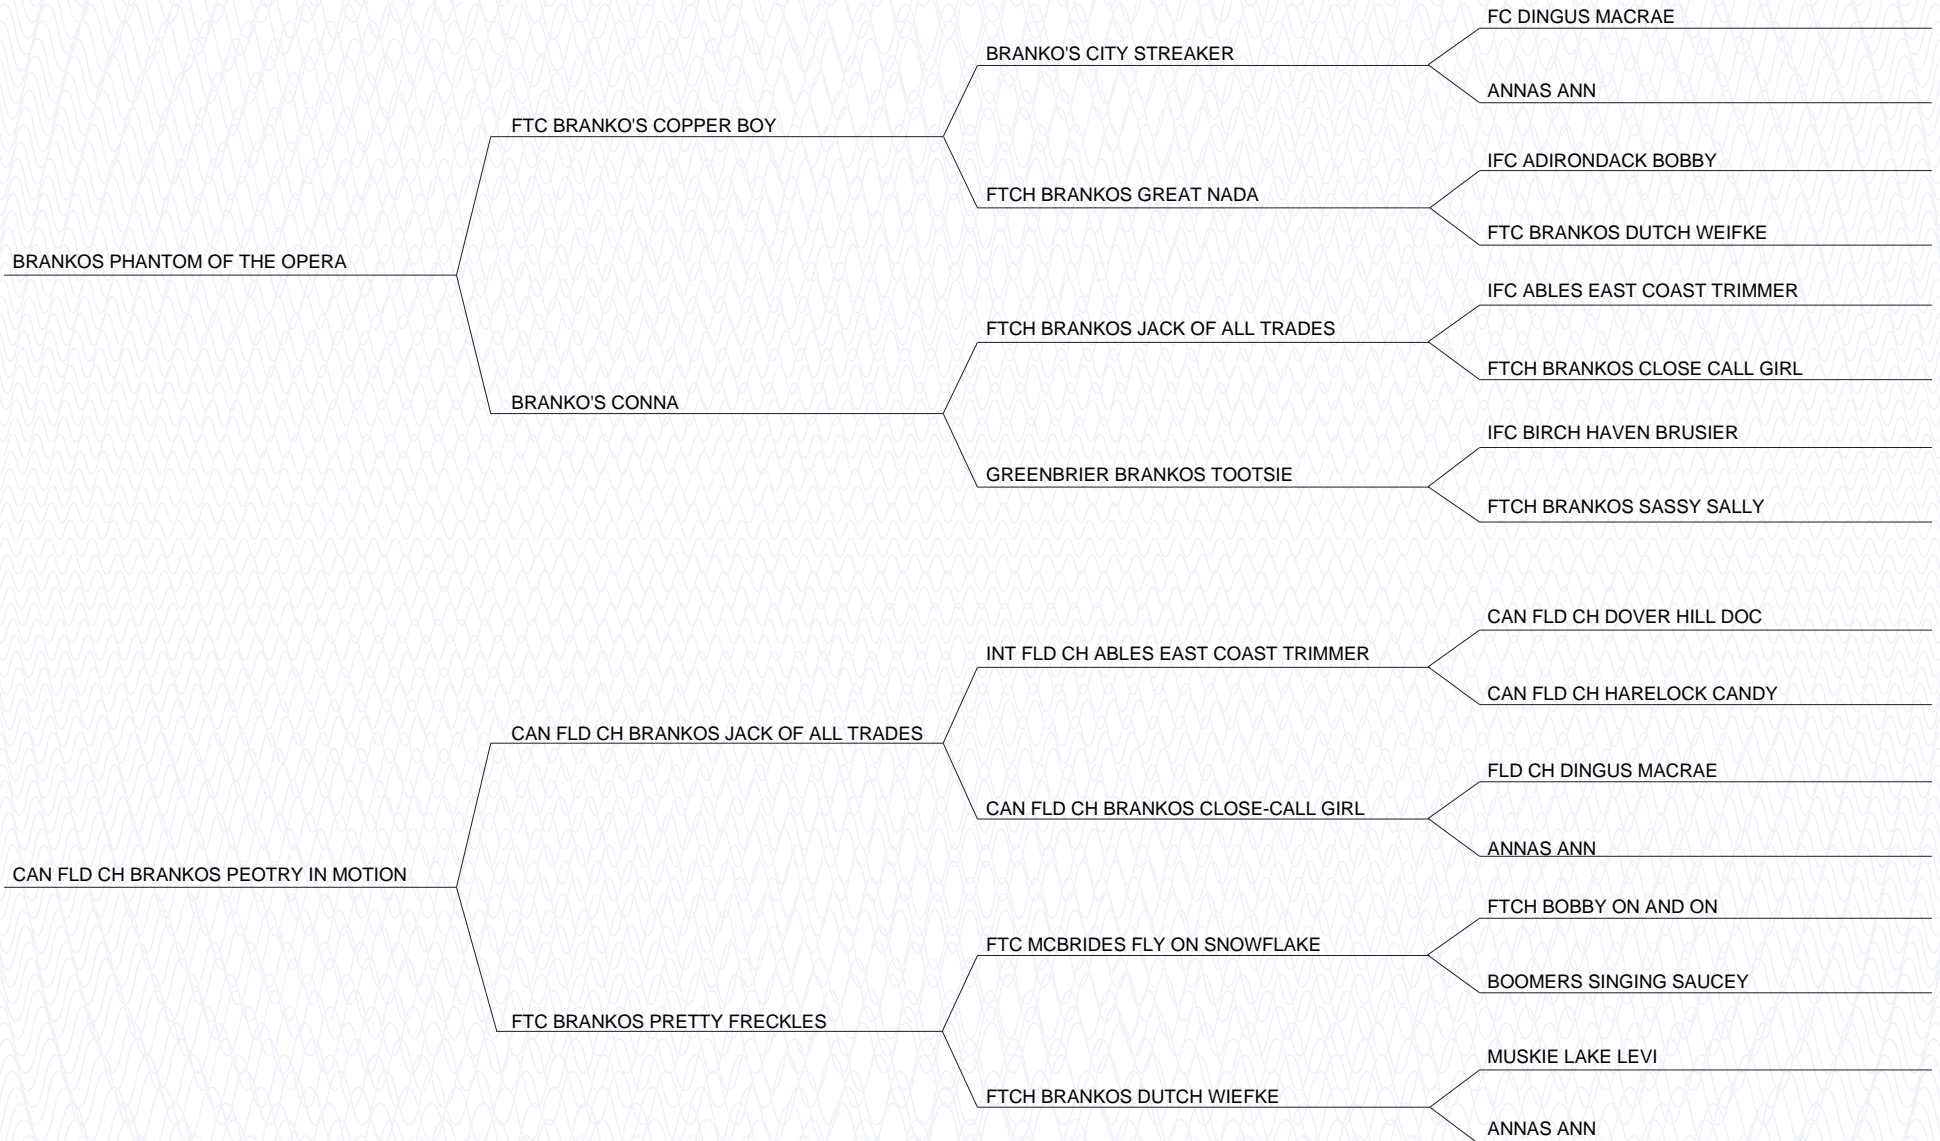 FC DINGUS MACRAE
BRANKO'S CITY STREAKER
ANNAS ANN
FTC BRANKO'S COPPER BOY
IFC ADIRONDACK BOBBY
FTCH BRANKOS GREAT NADA
FTC BRANKOS DUTCH WEIFKE
BRANKOS PHANTOM OF THE OPERA
IFC ABLES EAST COAST TRIMMER
FTCH BRANKOS JACK OF ALL TRADES
FTCH BRANKOS CLOSE CALL GIRL
BRANKO'S CONNA
IFC BIRCH HAVEN BRUSIER
GREENBRIER BRANKOS TOOTSIE
FTCH BRANKOS SASSY SALLY
CAN FLD CH DOVER HILL DOC
INT FLD CH ABLES EAST COAST TRIMMER
CAN FLD CH HARELOCK CANDY
CAN FLD CH BRANKOS JACK OF ALL TRADES
FLD CH DINGUS MACRAE
CAN FLD CH BRANKOS CLOSE-CALL GIRL
ANNAS ANN
CAN FLD CH BRANKOS PEOTRY IN MOTION
FTCH BOBBY ON AND ON
FTC MCBRIDES FLY ON SNOWFLAKE
BOOMERS SINGING SAUCEY
FTC BRANKOS PRETTY FRECKLES
MUSKIE LAKE LEVI
FTCH BRANKOS DUTCH WIEFKE
ANNAS ANN